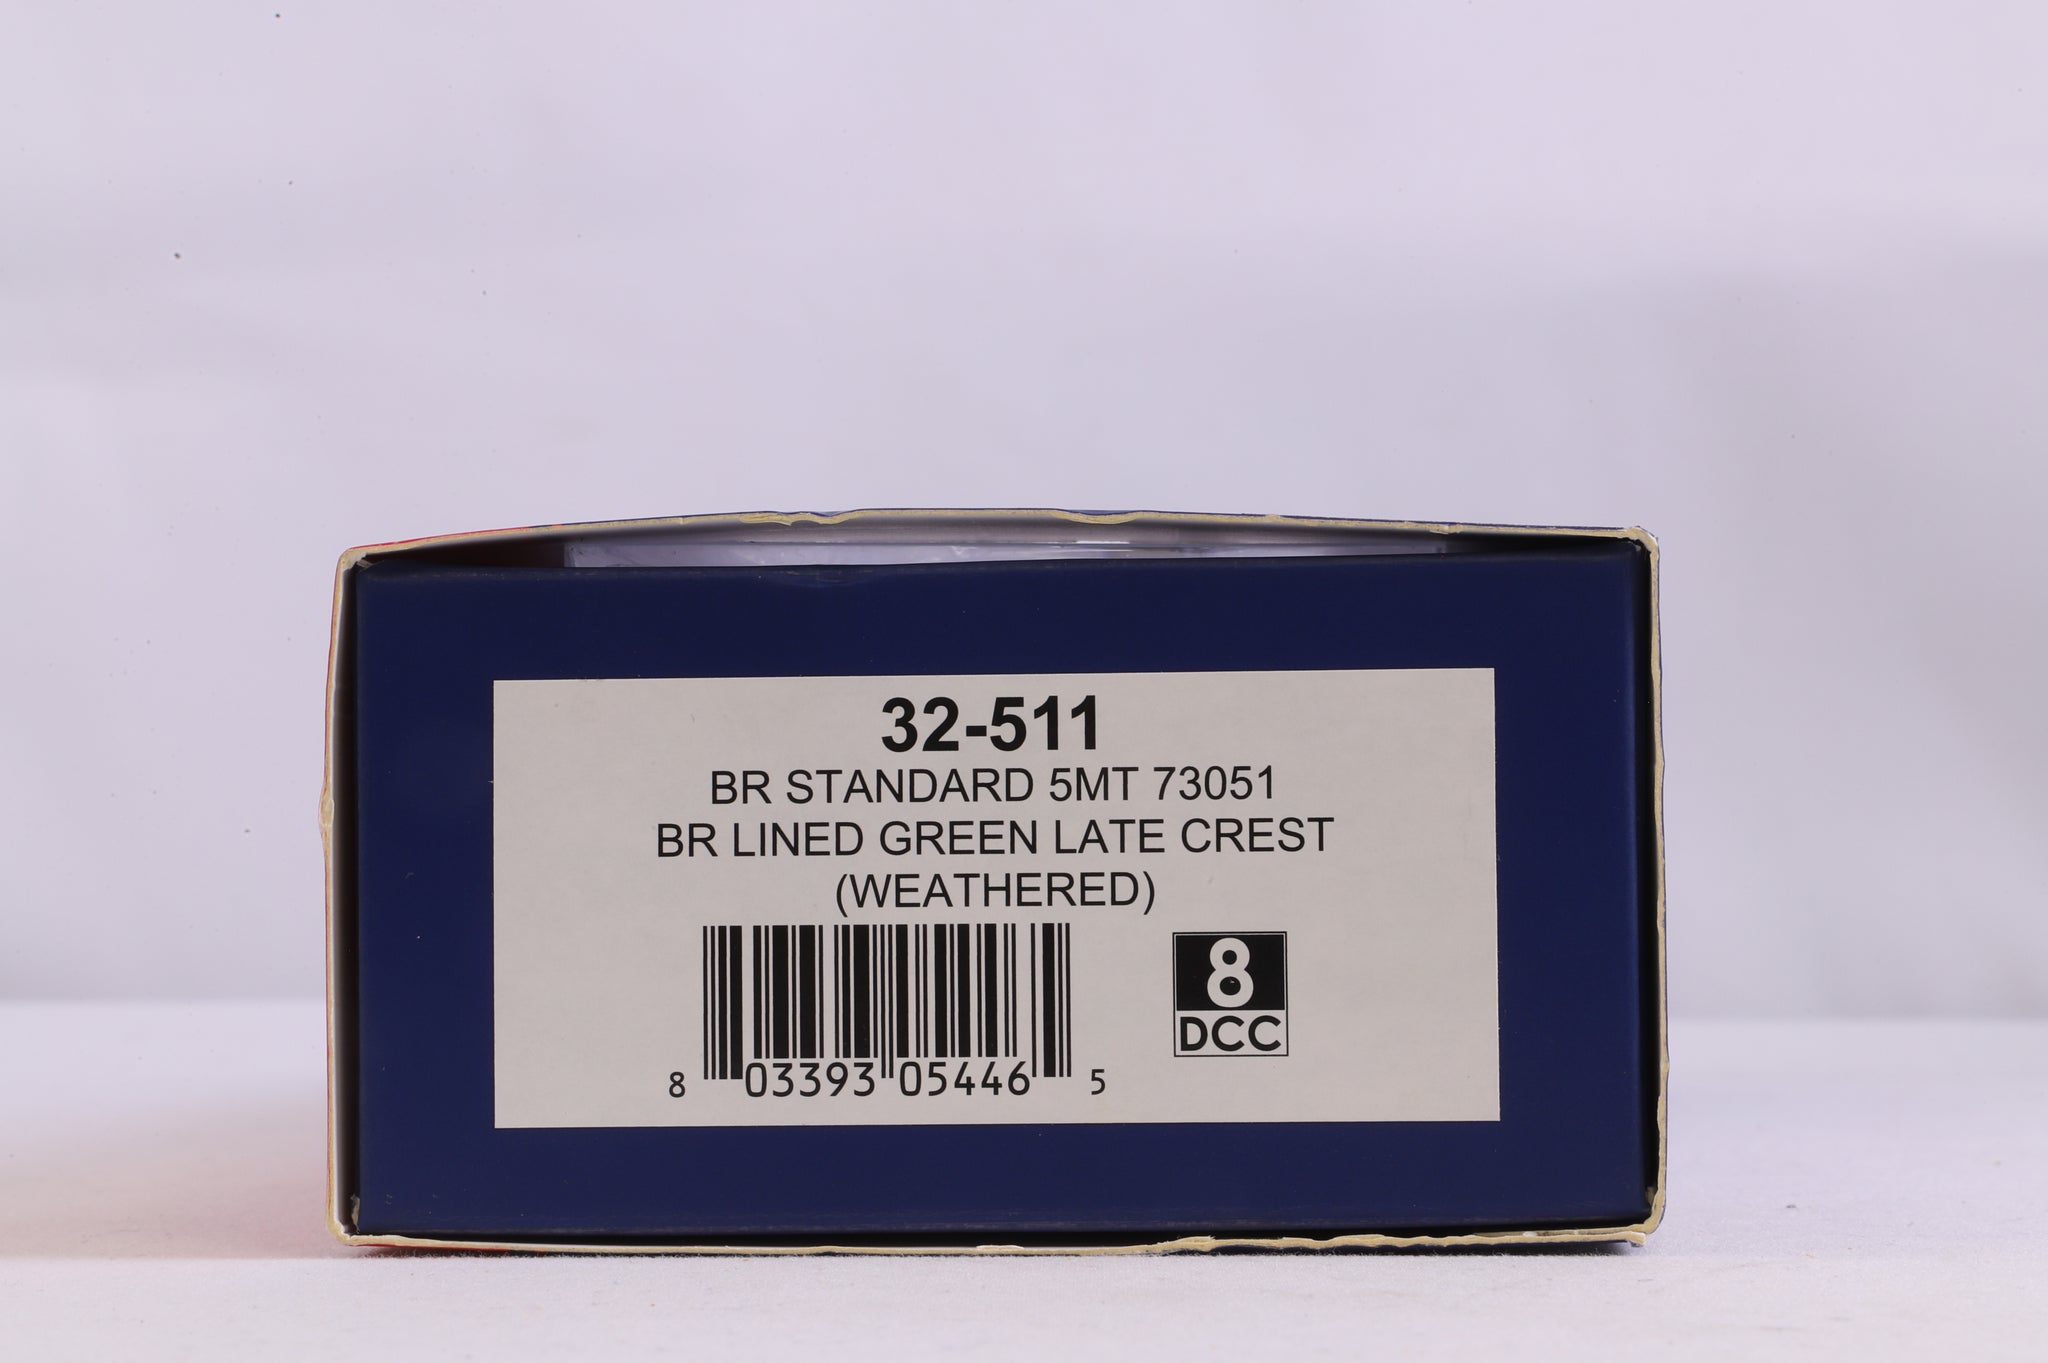 32-511
BR STANDARD 5MT 73051
BR LINED GREEN LATE CREST
(WEATHERED)
8 03393 05446 5
8
DCC